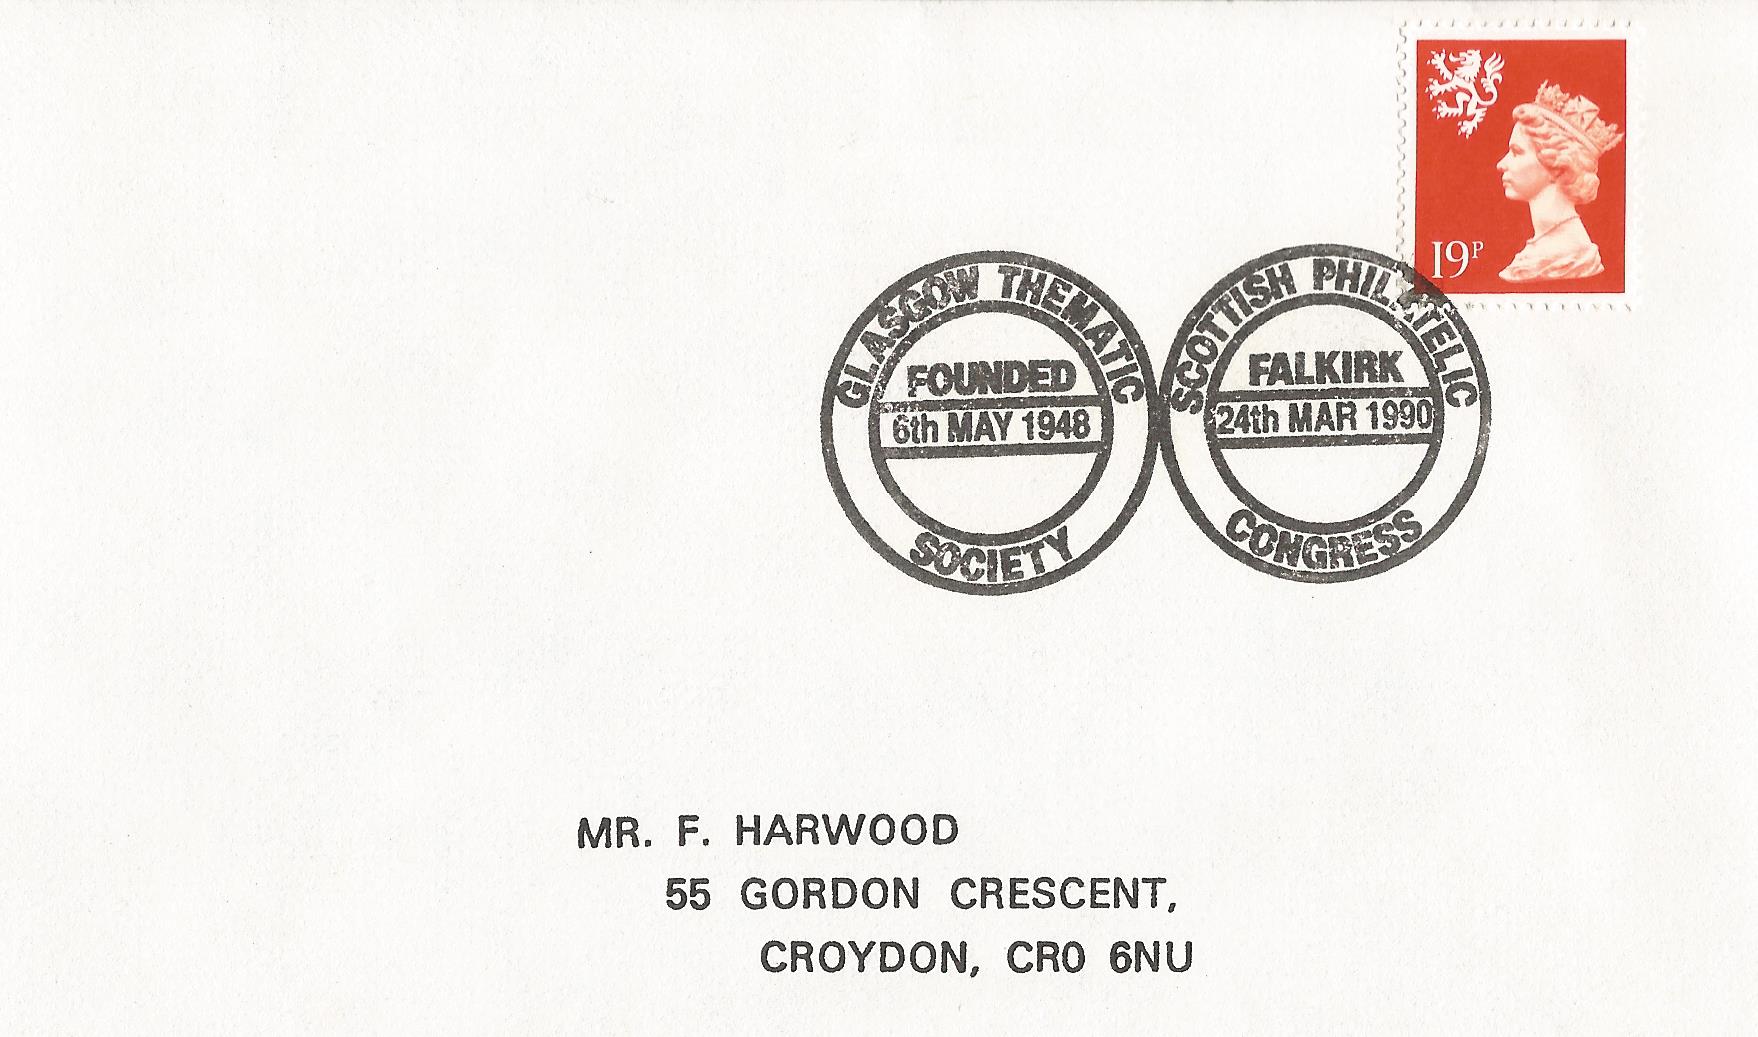 19P
GLASGOW THEMATIC
FOUNDED
6th MAY 1948
SOCIETY
SCOTTISH PHILATELIC
FALKIRK
24th MAR 1990
CONGRESS
MR. F. HARWOOD
55 GORDON CRESCENT,
CROYDON, CR0 6NU